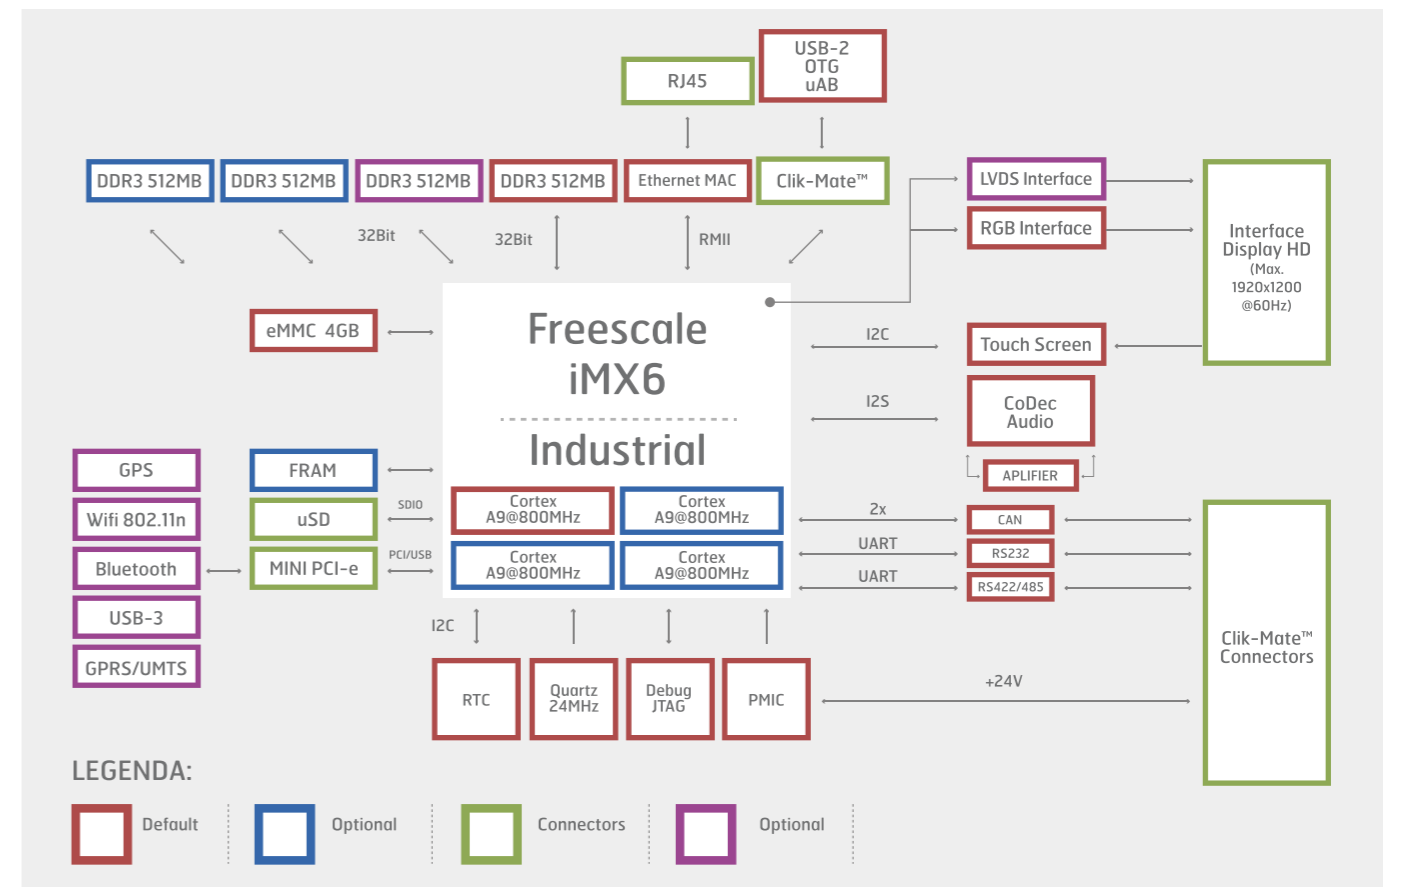 USB-2
OTG
uAB
RJ45
DDR3 512MB
DDR3 512MB
DDR3 512MB
DDR3 512MB
Ethernet MAC
Clik-Mate™
LVDS Interface
RGB Interface
Interface
Display HD
(Max.
1920x1200
@60Hz)
32Bit
32Bit
RMII
eMMC 4GB
Freescale
iMX6
Industrial
I2C
Touch Screen
I2S
CoDec
Audio
APLIFIER
GPS
Wifi 802.11n
Bluetooth
USB-3
GPRS/UMTS
FRAM
uSD
MINI PCI-e
SDIO
PCI/USB
Cortex
A9@800MHz
Cortex
A9@800MHz
Cortex
A9@800MHz
Cortex
A9@800MHz
2x
CAN
UART
RS232
UART
RS422/485
Clik-Mate™
Connectors
I2C
RTC
Quartz
24MHz
Debug
JTAG
PMIC
+24V
LEGENDA:
Default
Optional
Connectors
Optional